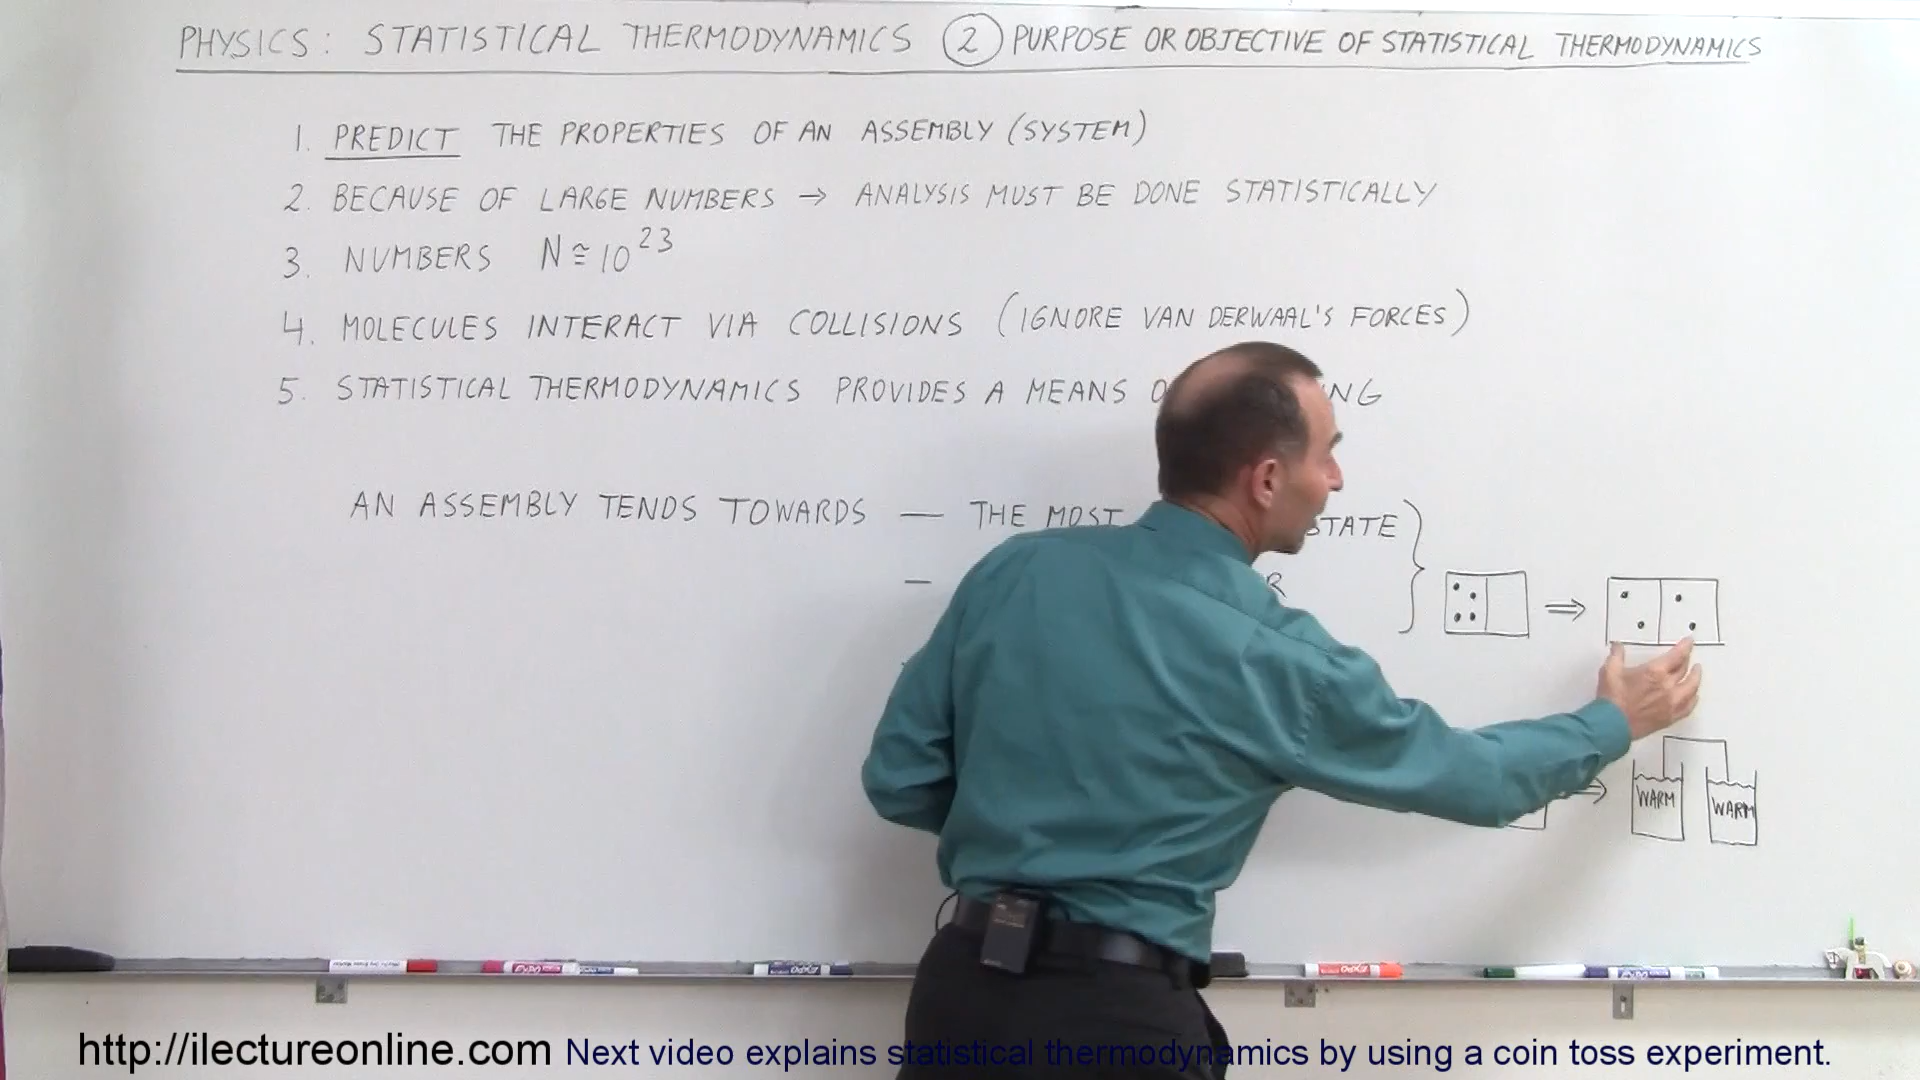 PHYSICS: STATISTICAL THERMODYNAMICS ② PURPOSE OR OBJECTIVE OF STATISTICAL THERMODYNAMICS
1. PREDICT THE PROPERTIES OF AN ASSEMBLY (SYSTEM)
2. BECAUSE OF LARGE NUMBERS → ANALYSIS MUST BE DONE STATISTICALLY
3. NUMBERS N ≅ 10²³
4. MOLECULES INTERACT VIA COLLISIONS (IGNORE VAN DERWAAL'S FORCES)
5. STATISTICAL THERMODYNAMICS PROVIDES A MEANS
AN ASSEMBLY TENDS TOWARDS — THE MOST STATE
WARM WARM
http://ilectureonline.com Next video explains statistical thermodynamics by using a coin toss experiment.